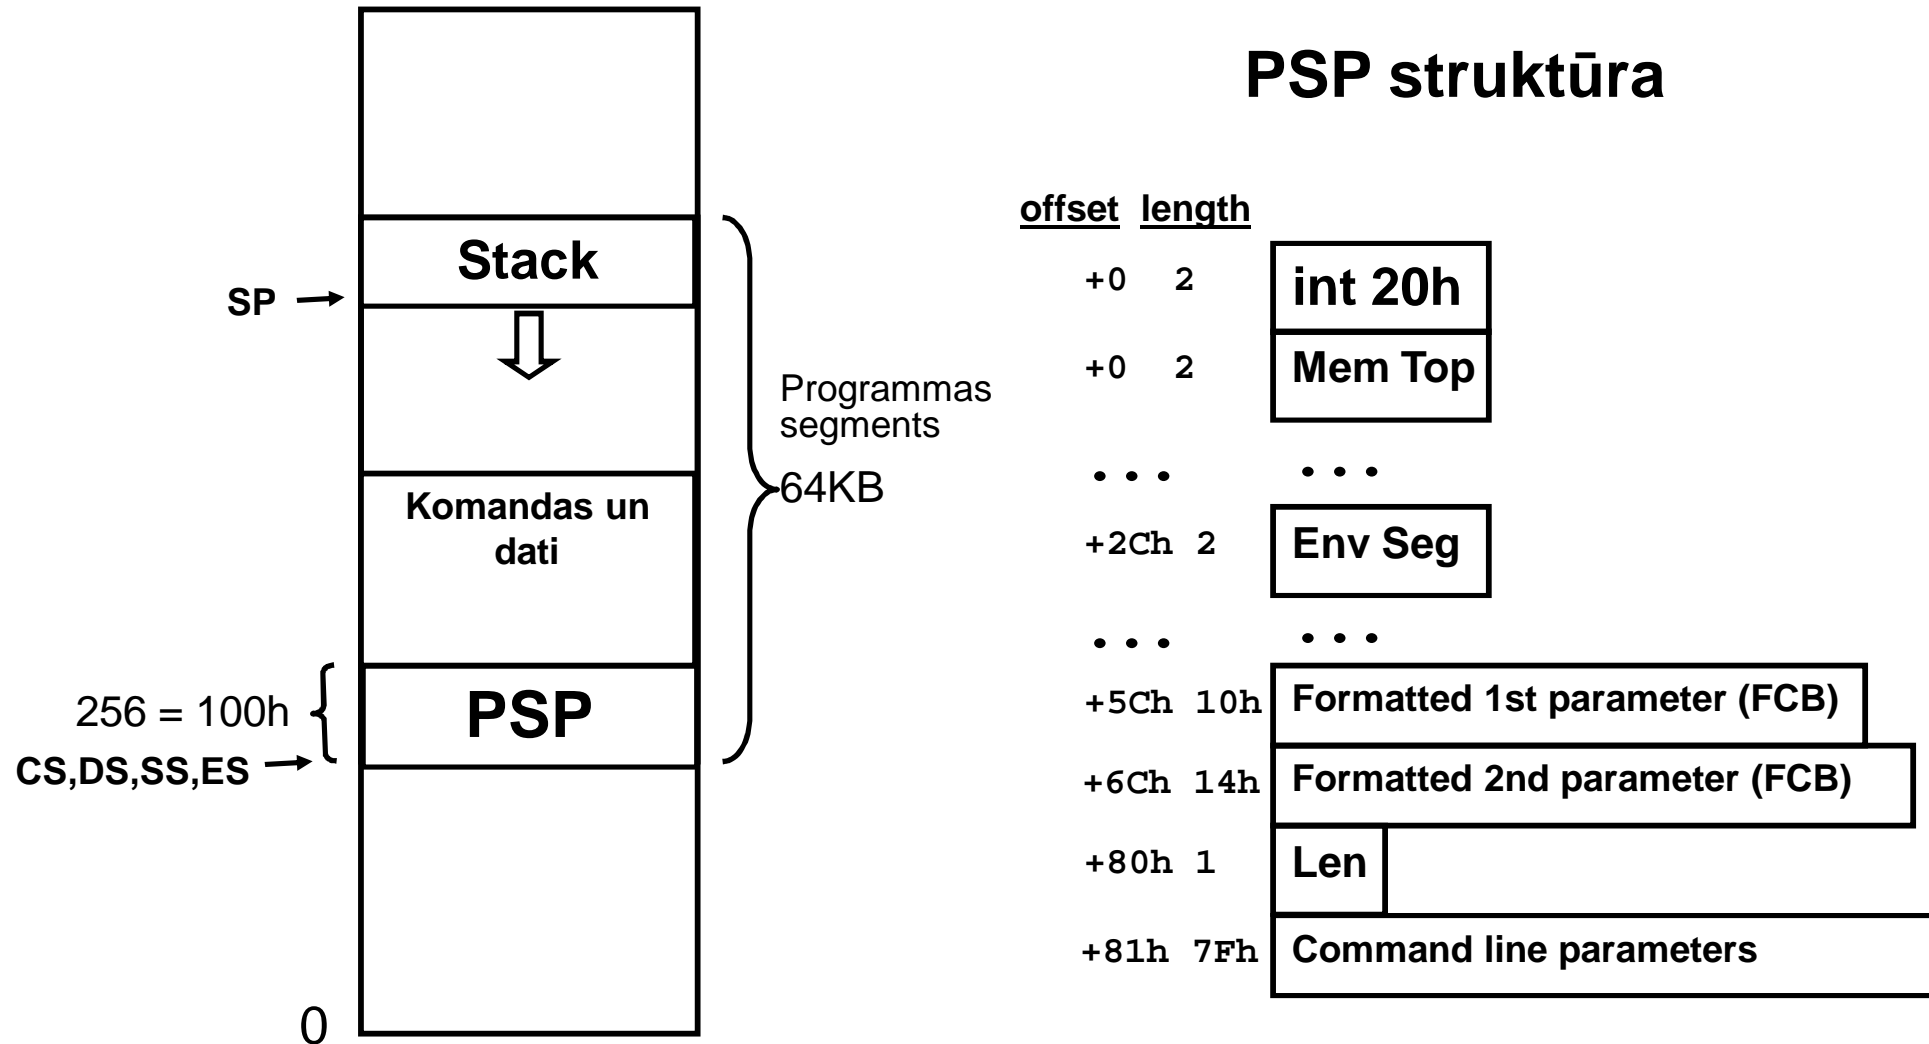 PSP struktūra
Stack
SP
Programmas
segments
64KB
Komandas un
dati
256 = 100h
PSP
CS,DS,SS,ES
0
offset length
+0 2 int 20h
+0 2 Mem Top
... ...
+2Ch 2 Env Seg
... ...
+5Ch 10h Formatted 1st parameter (FCB)
+6Ch 14h Formatted 2nd parameter (FCB)
+80h 1 Len
+81h 7Fh Command line parameters